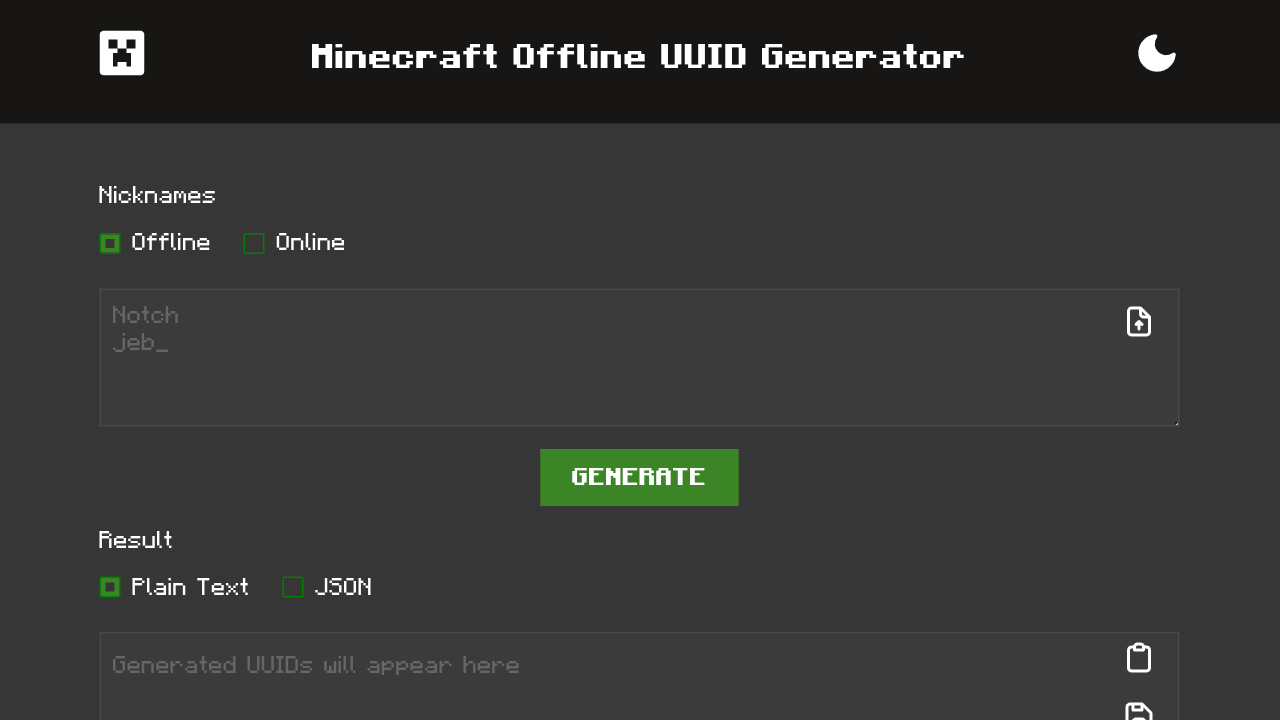 Minecraft Offline UUID Generator
Nicknames
Offline Online
Notch
jeb_
GENERATE
Result
Plain Text JSON
Generated UUIDs will appear here